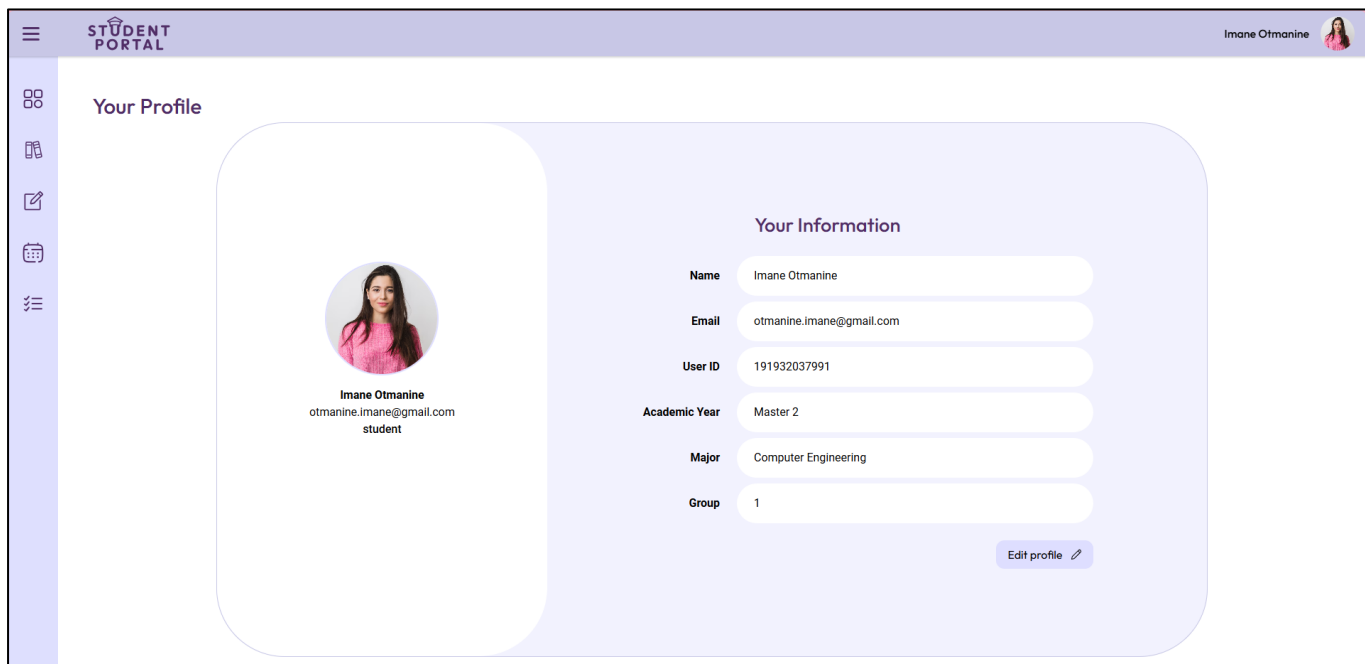 STUDENT
PORTAL
Imane Otmanine
Your Profile
Imane Otmanine
otmanine.imane@gmail.com
student
Your Information
Name Imane Otmanine
Email otmanine.imane@gmail.com
User ID 191932037991
Academic Year Master 2
Major Computer Engineering
Group 1
Edit profile